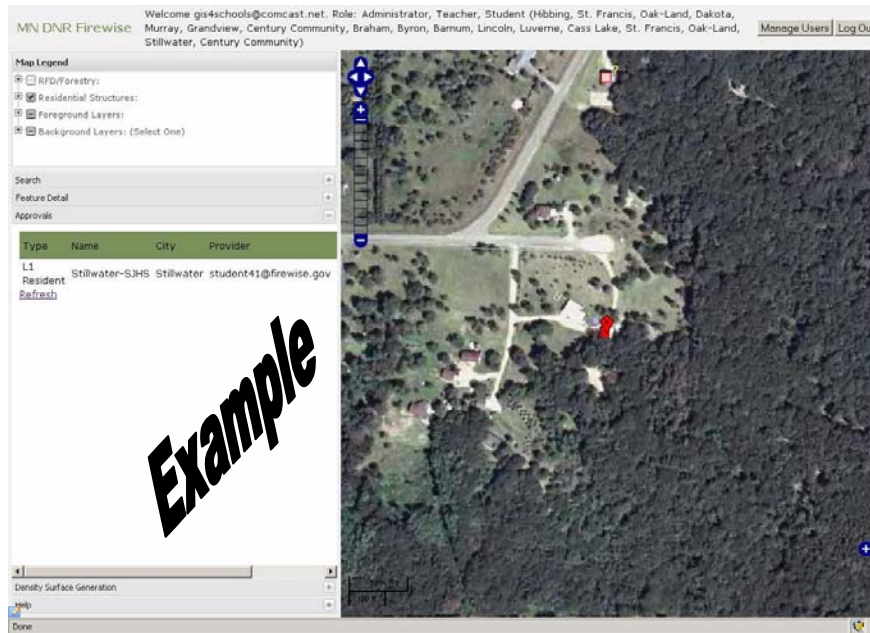 MN DNR Firewise
Welcome gis4schools@comcast.net. Role: Administrator, Teacher, Student (Hibbing, St. Francis, Oak-Land, Dakota,
Murray, Grandview, Century Community, Braham, Byron, Barnum, Lincoln, Luverne, Cass Lake, St. Francis, Oak-Land,
Stillwater, Century Community)
Manage Users
Log Ou
Map Legend
RFD/Forestry:
Residential Structures:
Foreground Layers:
Background Layers: (Select One)
Search
Feature Detail
Approvals
Type Name City Provider
L1
Resident Stillwater-SJHS Stillwater student41@firewise.gov
Refresh
Example
Density Surface Generation
Help
Done